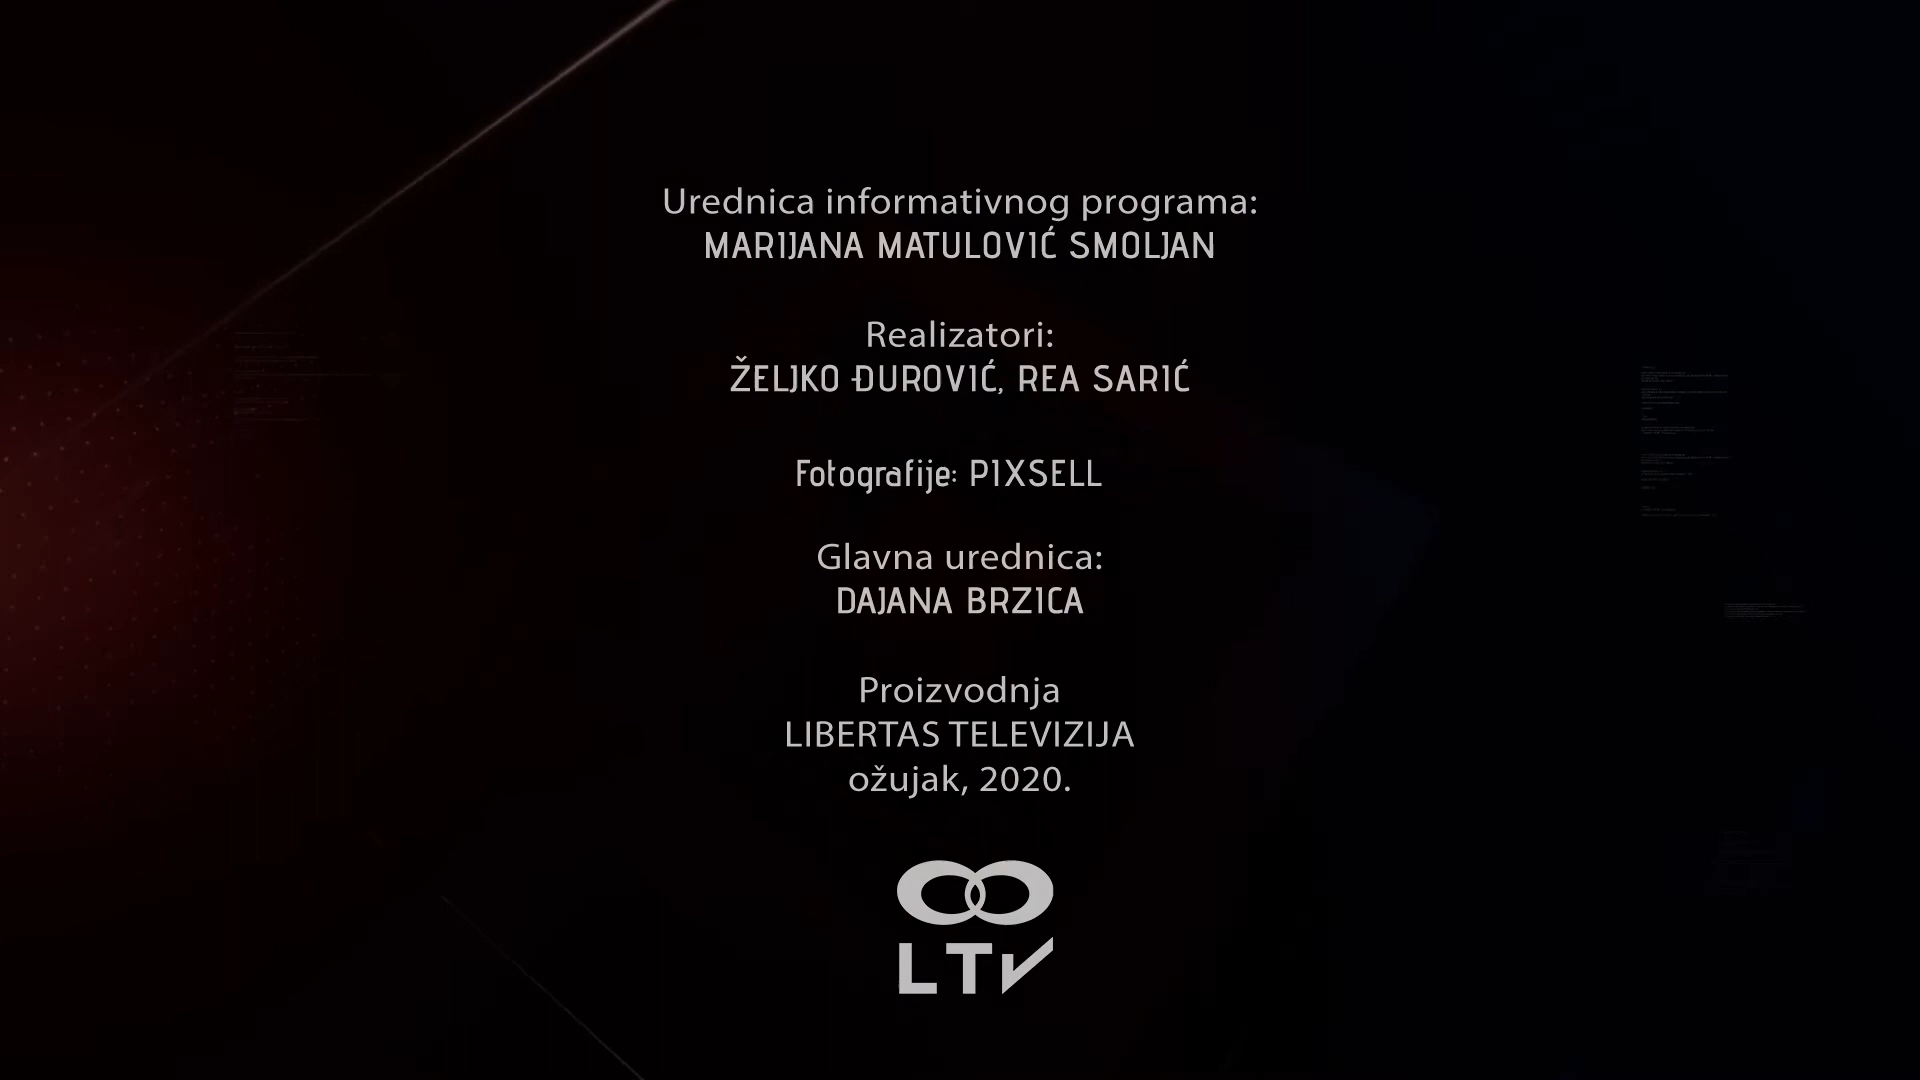 Urednica informativnog programa:
MARIJANA MATULOVIĆ SMOLJAN
Realizatori:
ŽELJKO ĐUROVIĆ, REA SARIĆ
Fotografije: PIXSELL
Glavna urednica:
DAJANA BRZICA
Proizvodnja
LIBERTAS TELEVIZIJA
ožujak, 2020.
LTV